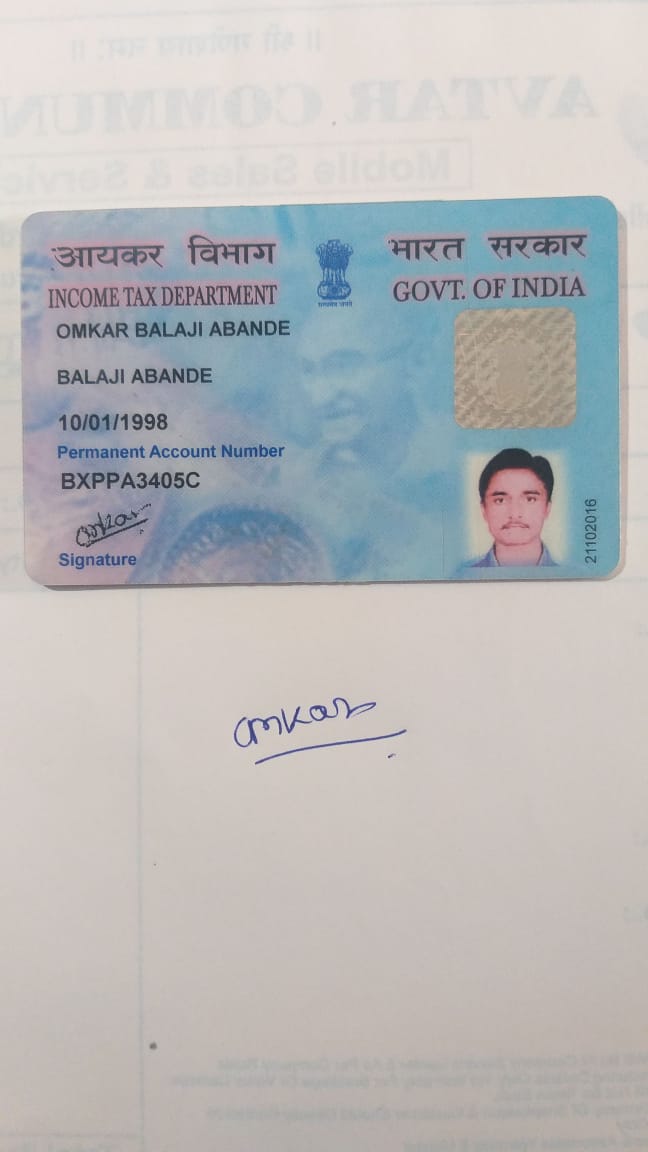 आयकर विभाग
INCOME TAX DEPARTMENT
भारत सरकार
GOVT. OF INDIA
सत्यमेव जयते
OMKAR BALAJI ABANDE
BALAJI ABANDE
10/01/1998
Permanent Account Number
BXPPA3405C
omkar
Signature
21102016
omkar
॥ श्री गणेशाय नमः ॥
AVTAR COMMUN
Mobile Sales & Servic